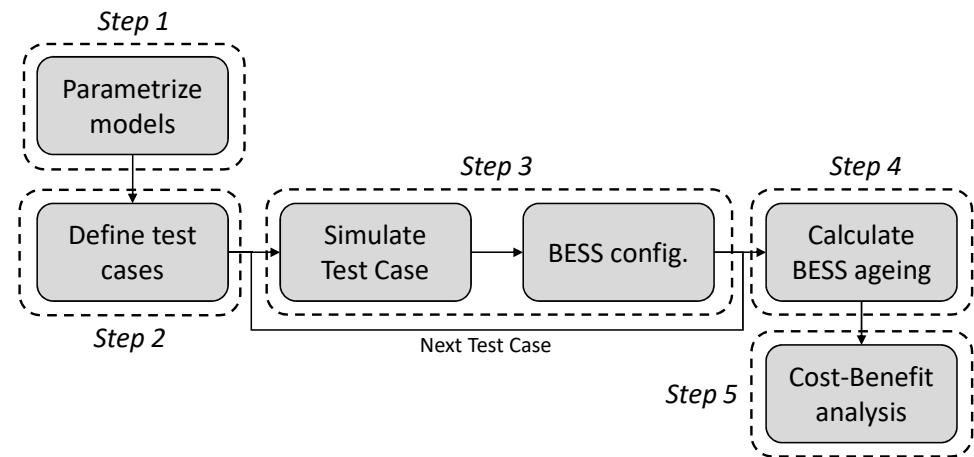 Step 1
Parametrize
models
Step 2
Define test
cases
Step 3
Simulate
Test Case
BESS config.
Next Test Case
Step 4
Calculate
BESS ageing
Step 5
Cost-Benefit
analysis